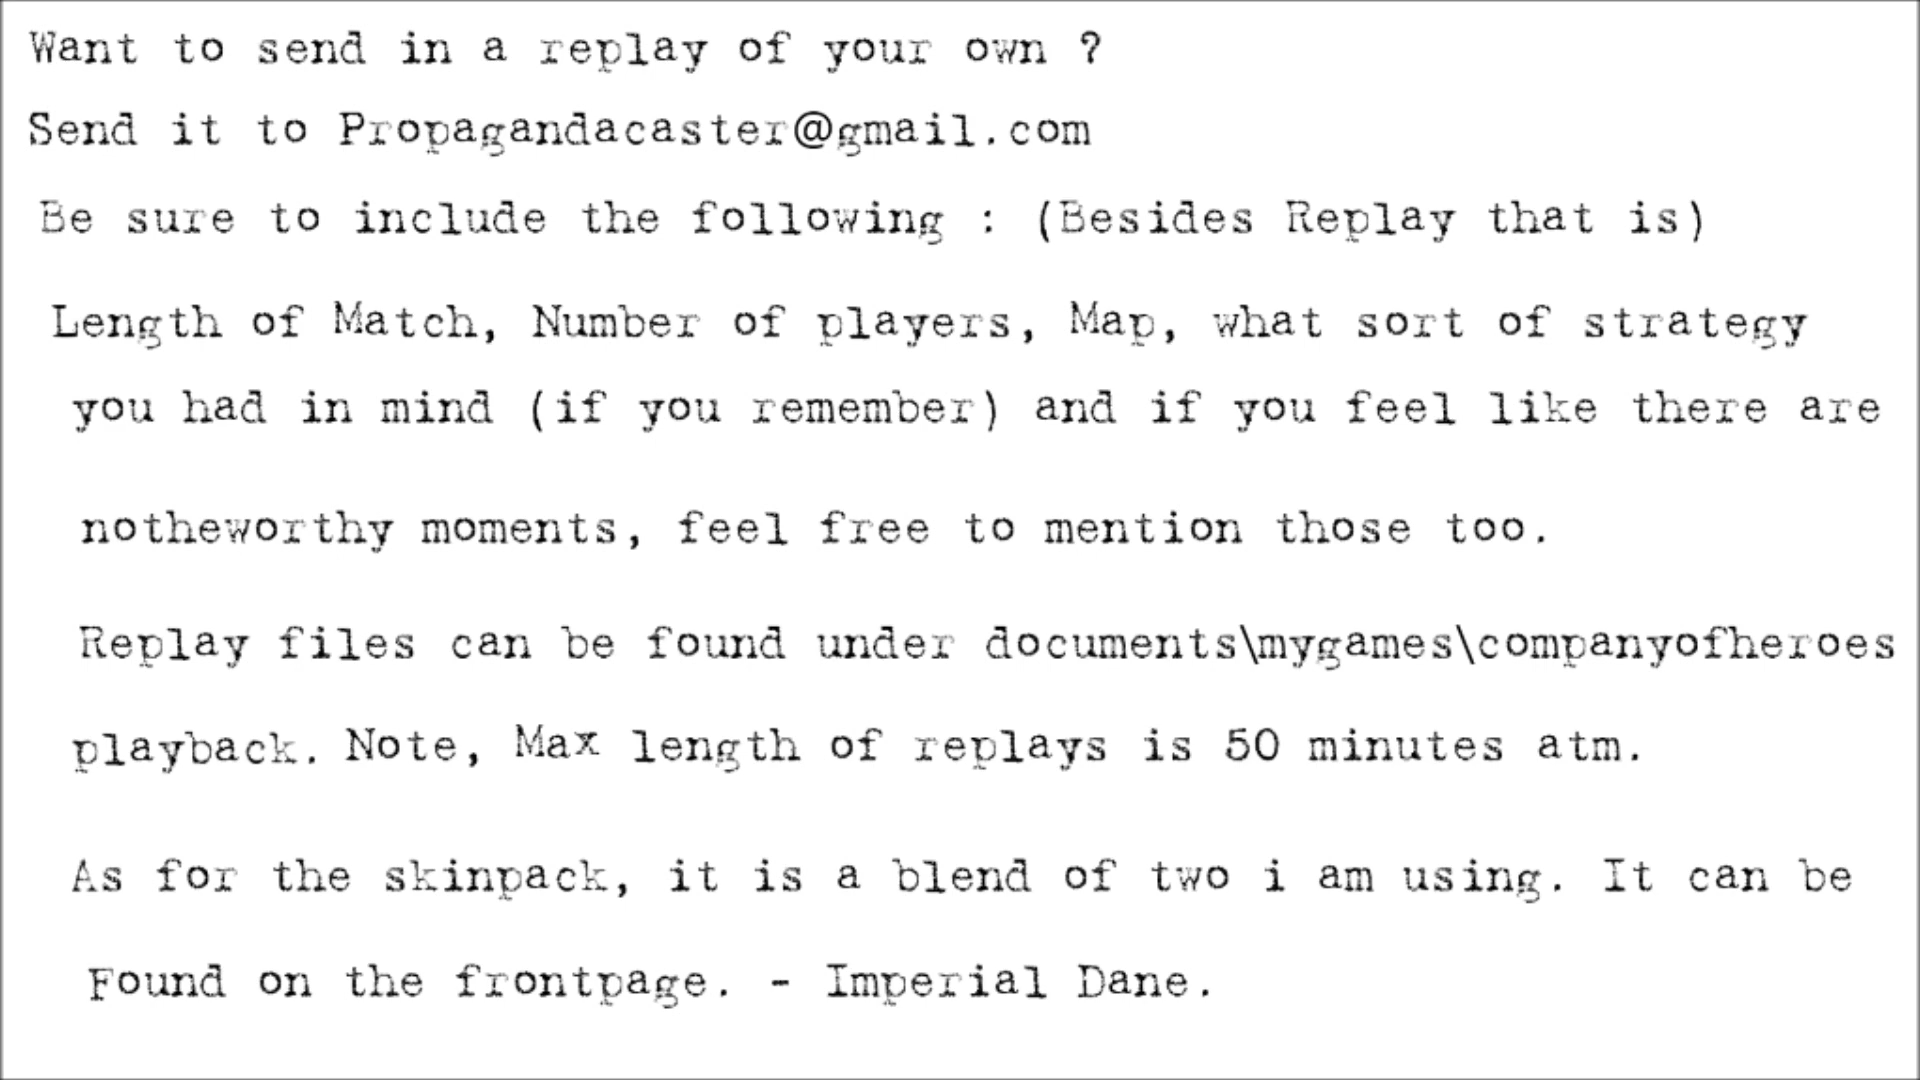 Want to send in a replay of your own ?
Send it to Propagandacaster@gmail.com
Be sure to include the following : (Besides Replay that is)
Length of Match, Number of players, Map, what sort of strategy
you had in mind (if you remember) and if you feel like there are
notheworthy moments, feel free to mention those too.
Replay files can be found under documents\mygames\companyofheroes
playback. Note, Max length of replays is 50 minutes atm.
As for the skinpack, it is a blend of two i am using. It can be
Found on the frontpage. - Imperial Dane.